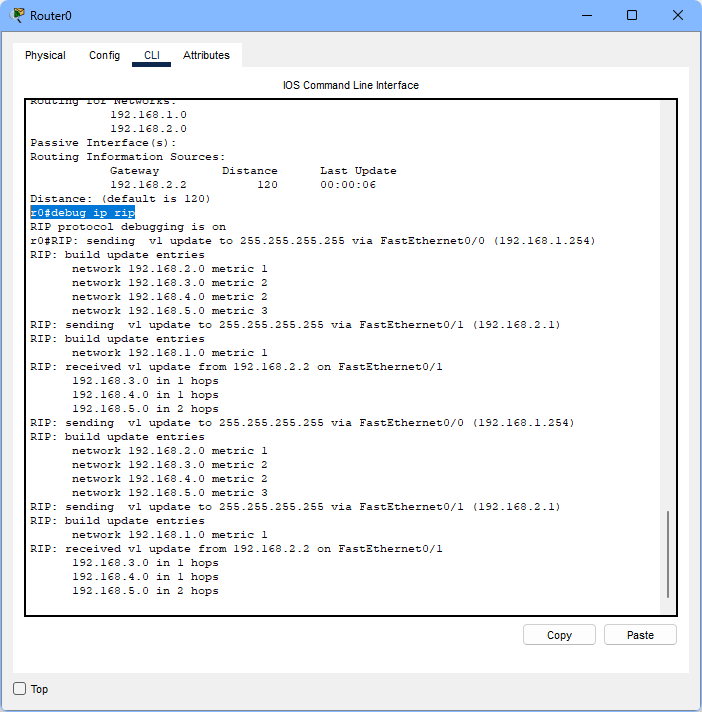 Router0
Physical Config CLI Attributes
IOS Command Line Interface
Routing for Networks:
192.168.1.0
192.168.2.0
Passive Interface(s):
Routing Information Sources:
Gateway Distance Last Update
192.168.2.2 120 00:00:06
Distance: (default is 120)
r0#debug ip rip
RIP protocol debugging is on
r0#RIP: sending  v1 update to 255.255.255.255 via FastEthernet0/0 (192.168.1.254)
RIP: build update entries
network 192.168.2.0 metric 1
network 192.168.3.0 metric 2
network 192.168.4.0 metric 2
network 192.168.5.0 metric 3
RIP: sending  v1 update to 255.255.255.255 via FastEthernet0/1 (192.168.2.1)
RIP: build update entries
network 192.168.1.0 metric 1
RIP: received v1 update from 192.168.2.2 on FastEthernet0/1
192.168.3.0 in 1 hops
192.168.4.0 in 1 hops
192.168.5.0 in 2 hops
RIP: sending  v1 update to 255.255.255.255 via FastEthernet0/0 (192.168.1.254)
RIP: build update entries
network 192.168.2.0 metric 1
network 192.168.3.0 metric 2
network 192.168.4.0 metric 2
network 192.168.5.0 metric 3
RIP: sending  v1 update to 255.255.255.255 via FastEthernet0/1 (192.168.2.1)
RIP: build update entries
network 192.168.1.0 metric 1
RIP: received v1 update from 192.168.2.2 on FastEthernet0/1
192.168.3.0 in 1 hops
192.168.4.0 in 1 hops
192.168.5.0 in 2 hops
Copy Paste
Top